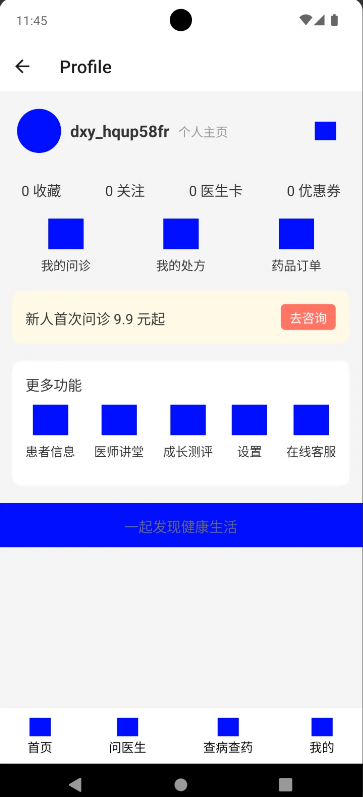 11:45
Profile
dxy_hqup58fr 个人主页
0 收藏 0 关注 0 医生卡 0 优惠券
我的问诊 我的处方 药品订单
新人首次问诊 9.9 元起 去咨询
更多功能
患者信息 医师讲堂 成长测评 设置 在线客服
一起发现健康生活
首页 问医生 查病查药 我的